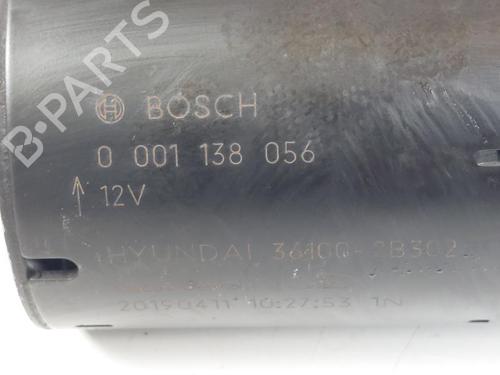 BOSCH
0 001 138 056
12V
HYUNDAI 36100-2B302
20190411 10:27:53 1N
B-PARTS